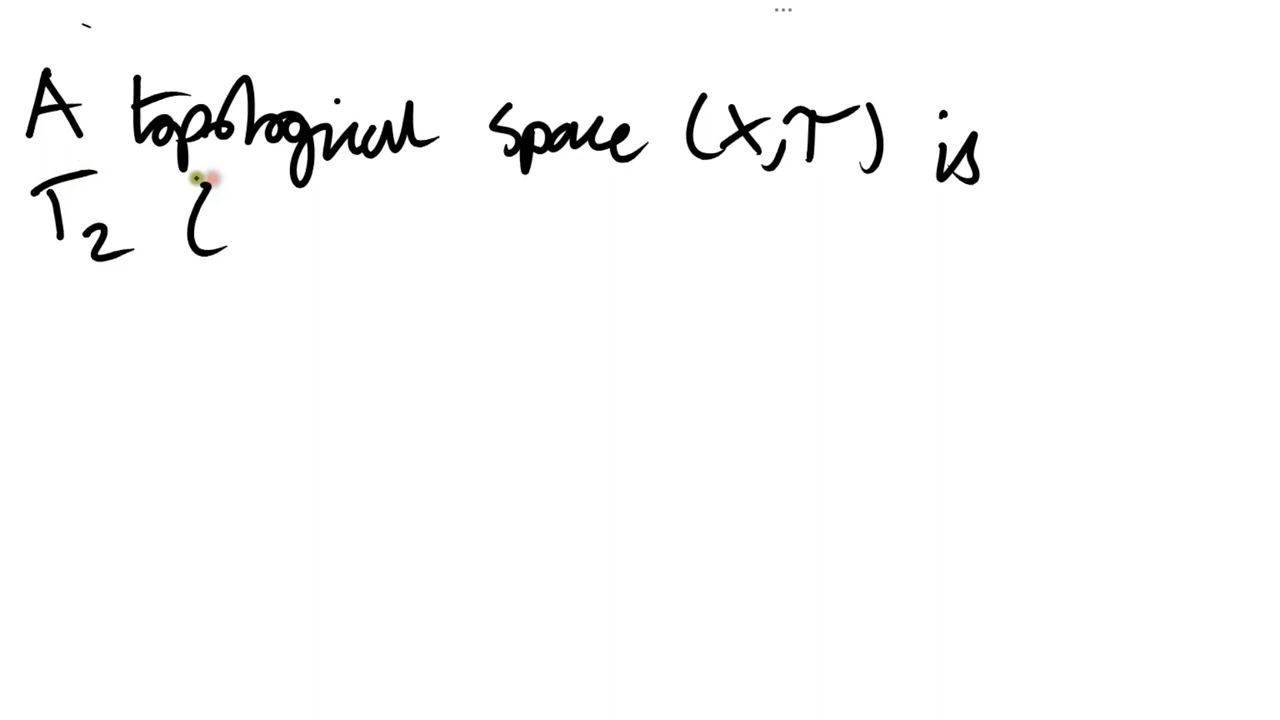 A topological space (X,τ) is
T₂ (